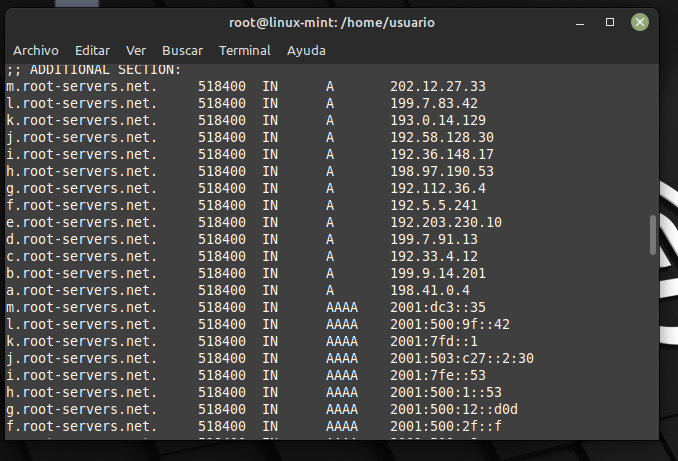 root@linux-mint: /home/usuario
Archivo Editar Ver Buscar Terminal Ayuda
;; ADDITIONAL SECTION:
m.root-servers.net. 518400 IN A 202.12.27.33
l.root-servers.net. 518400 IN A 199.7.83.42
k.root-servers.net. 518400 IN A 193.0.14.129
j.root-servers.net. 518400 IN A 192.58.128.30
i.root-servers.net. 518400 IN A 192.36.148.17
h.root-servers.net. 518400 IN A 198.97.190.53
g.root-servers.net. 518400 IN A 192.112.36.4
f.root-servers.net. 518400 IN A 192.5.5.241
e.root-servers.net. 518400 IN A 192.203.230.10
d.root-servers.net. 518400 IN A 199.7.91.13
c.root-servers.net. 518400 IN A 192.33.4.12
b.root-servers.net. 518400 IN A 199.9.14.201
a.root-servers.net. 518400 IN A 198.41.0.4
m.root-servers.net. 518400 IN AAAA 2001:dc3::35
l.root-servers.net. 518400 IN AAAA 2001:500:9f::42
k.root-servers.net. 518400 IN AAAA 2001:7fd::1
j.root-servers.net. 518400 IN AAAA 2001:503:c27::2:30
i.root-servers.net. 518400 IN AAAA 2001:7fe::53
h.root-servers.net. 518400 IN AAAA 2001:500:1::53
g.root-servers.net. 518400 IN AAAA 2001:500:12::d0d
f.root-servers.net. 518400 IN AAAA 2001:500:2f::f